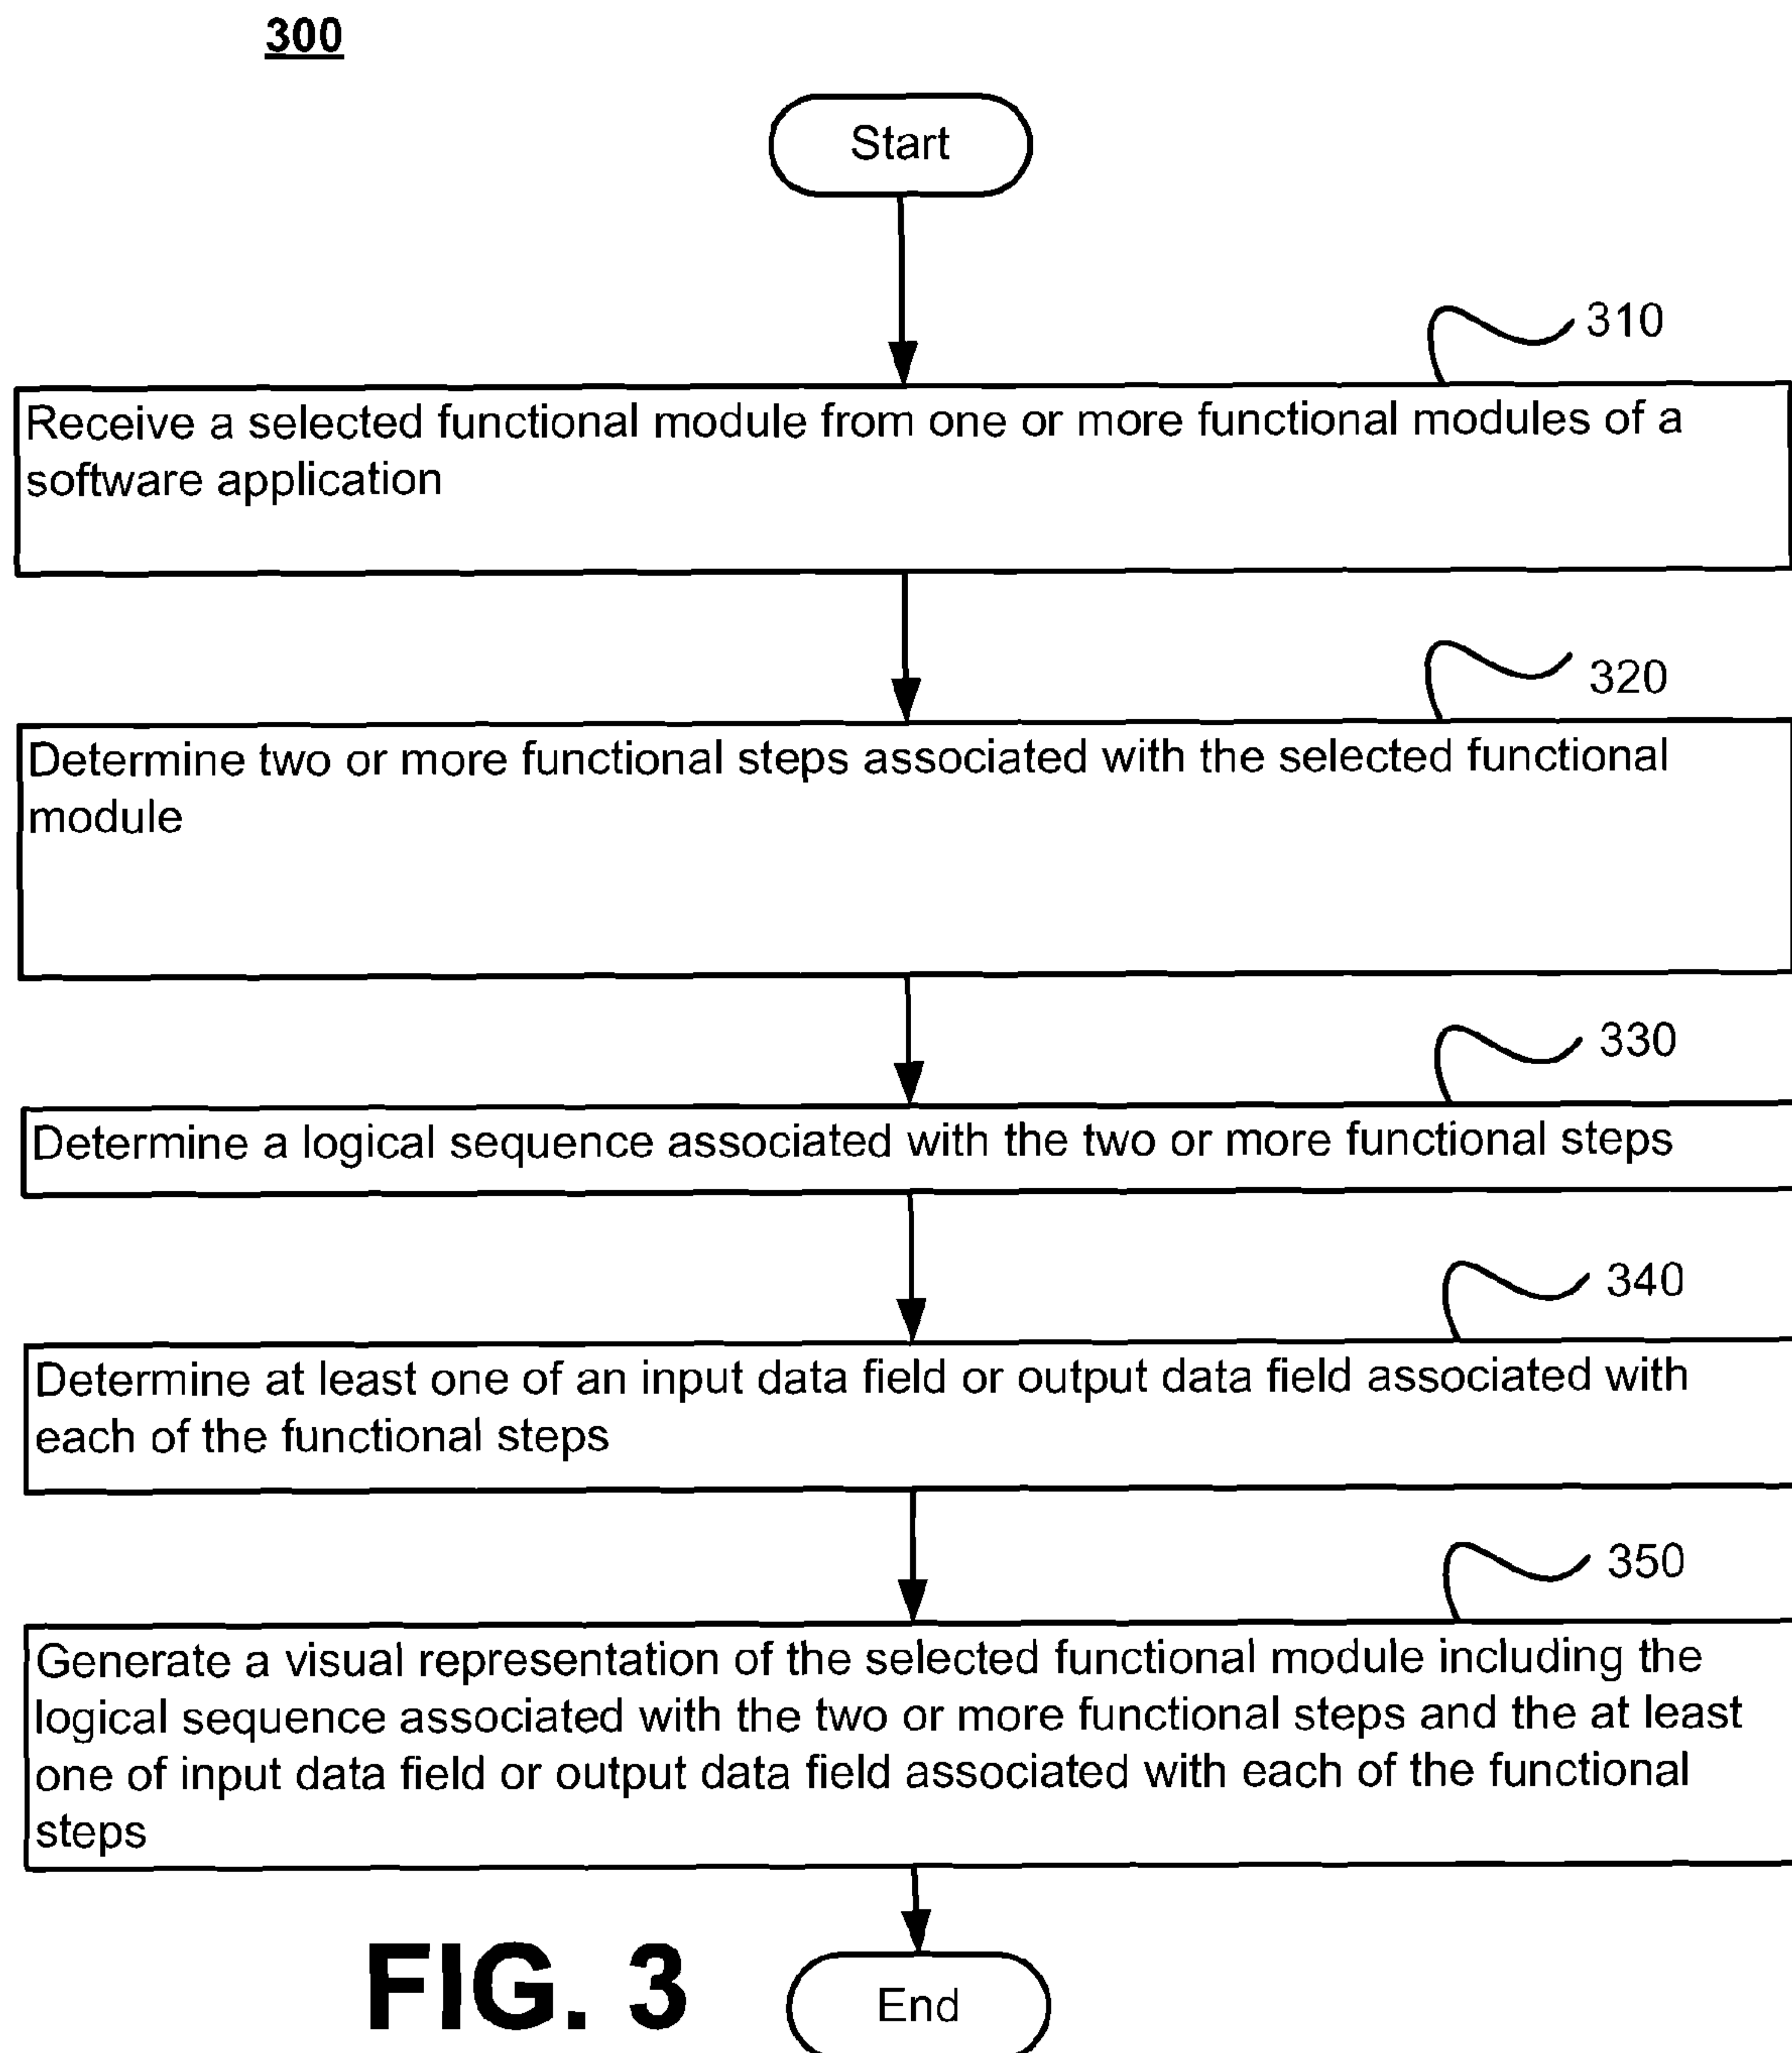 300
Start
310
Receive a selected functional module from one or more functional modules of a
software application
320
Determine two or more functional steps associated with the selected functional
module
330
Determine a logical sequence associated with the two or more functional steps
340
Determine at least one of an input data field or output data field associated with
each of the functional steps
350
Generate a visual representation of the selected functional module including the
logical sequence associated with the two or more functional steps and the at least
one of input data field or output data field associated with each of the functional
steps
FIG. 3
End